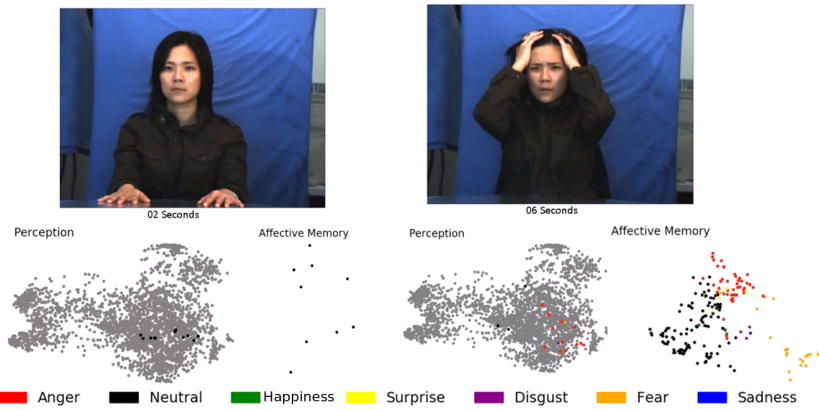 02 Seconds
06 Seconds
Perception
Affective Memory
Perception
Affective Memory
Anger
Neutral
Happiness
Surprise
Disgust
Fear
Sadness